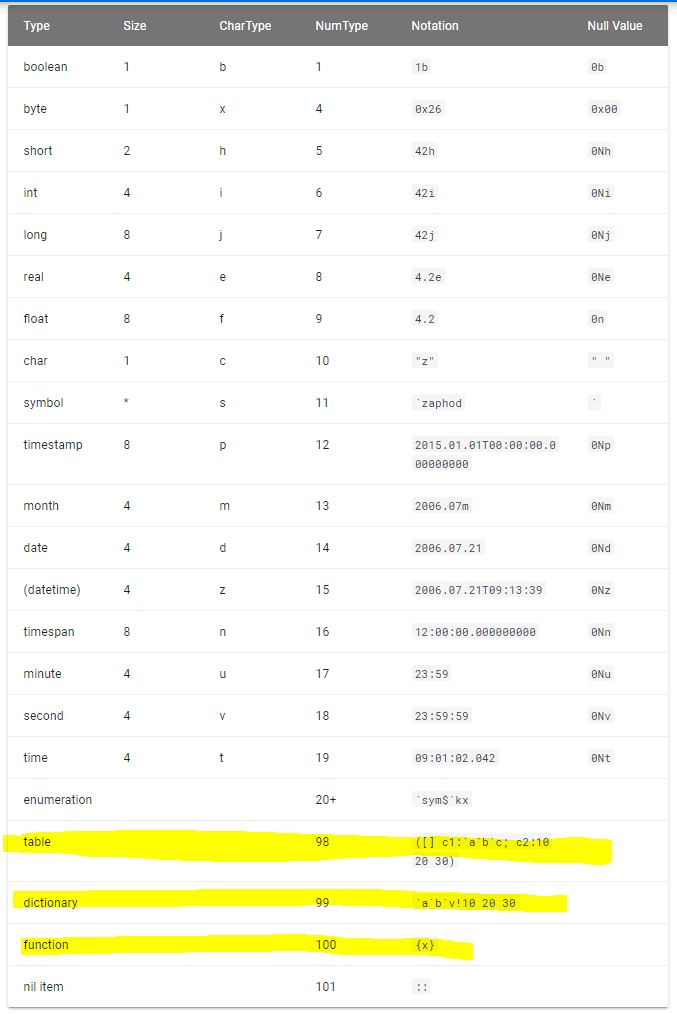 Type Size CharType NumType Notation Null Value
boolean 1 b 1 1b 0b
byte 1 x 4 0x26 0x00
short 2 h 5 42h 0Nh
int 4 i 6 42i 0Ni
long 8 j 7 42j 0Nj
real 4 e 8 4.2e 0Ne
float 8 f 9 4.2 0n
char 1 c 10 "z" " "
symbol * s 11 `zaphod `
timestamp 8 p 12 2015.01.01T00:00:00.0 0Np
00000000
month 4 m 13 2006.07m 0Nm
date 4 d 14 2006.07.21 0Nd
(datetime) 4 z 15 2006.07.21T09:13:39 0Nz
timespan 8 n 16 12:00:00.000000000 0Nn
minute 4 u 17 23:59 0Nu
second 4 v 18 23:59:59 0Nv
time 4 t 19 09:01:02.042 0Nt
enumeration 20+ `sym$`kx
table 98 ([] c1:`a`b`c; c2:10
20 30)
dictionary 99 `a`b`v!10 20 30
function 100 {x}
nil item 101 ::